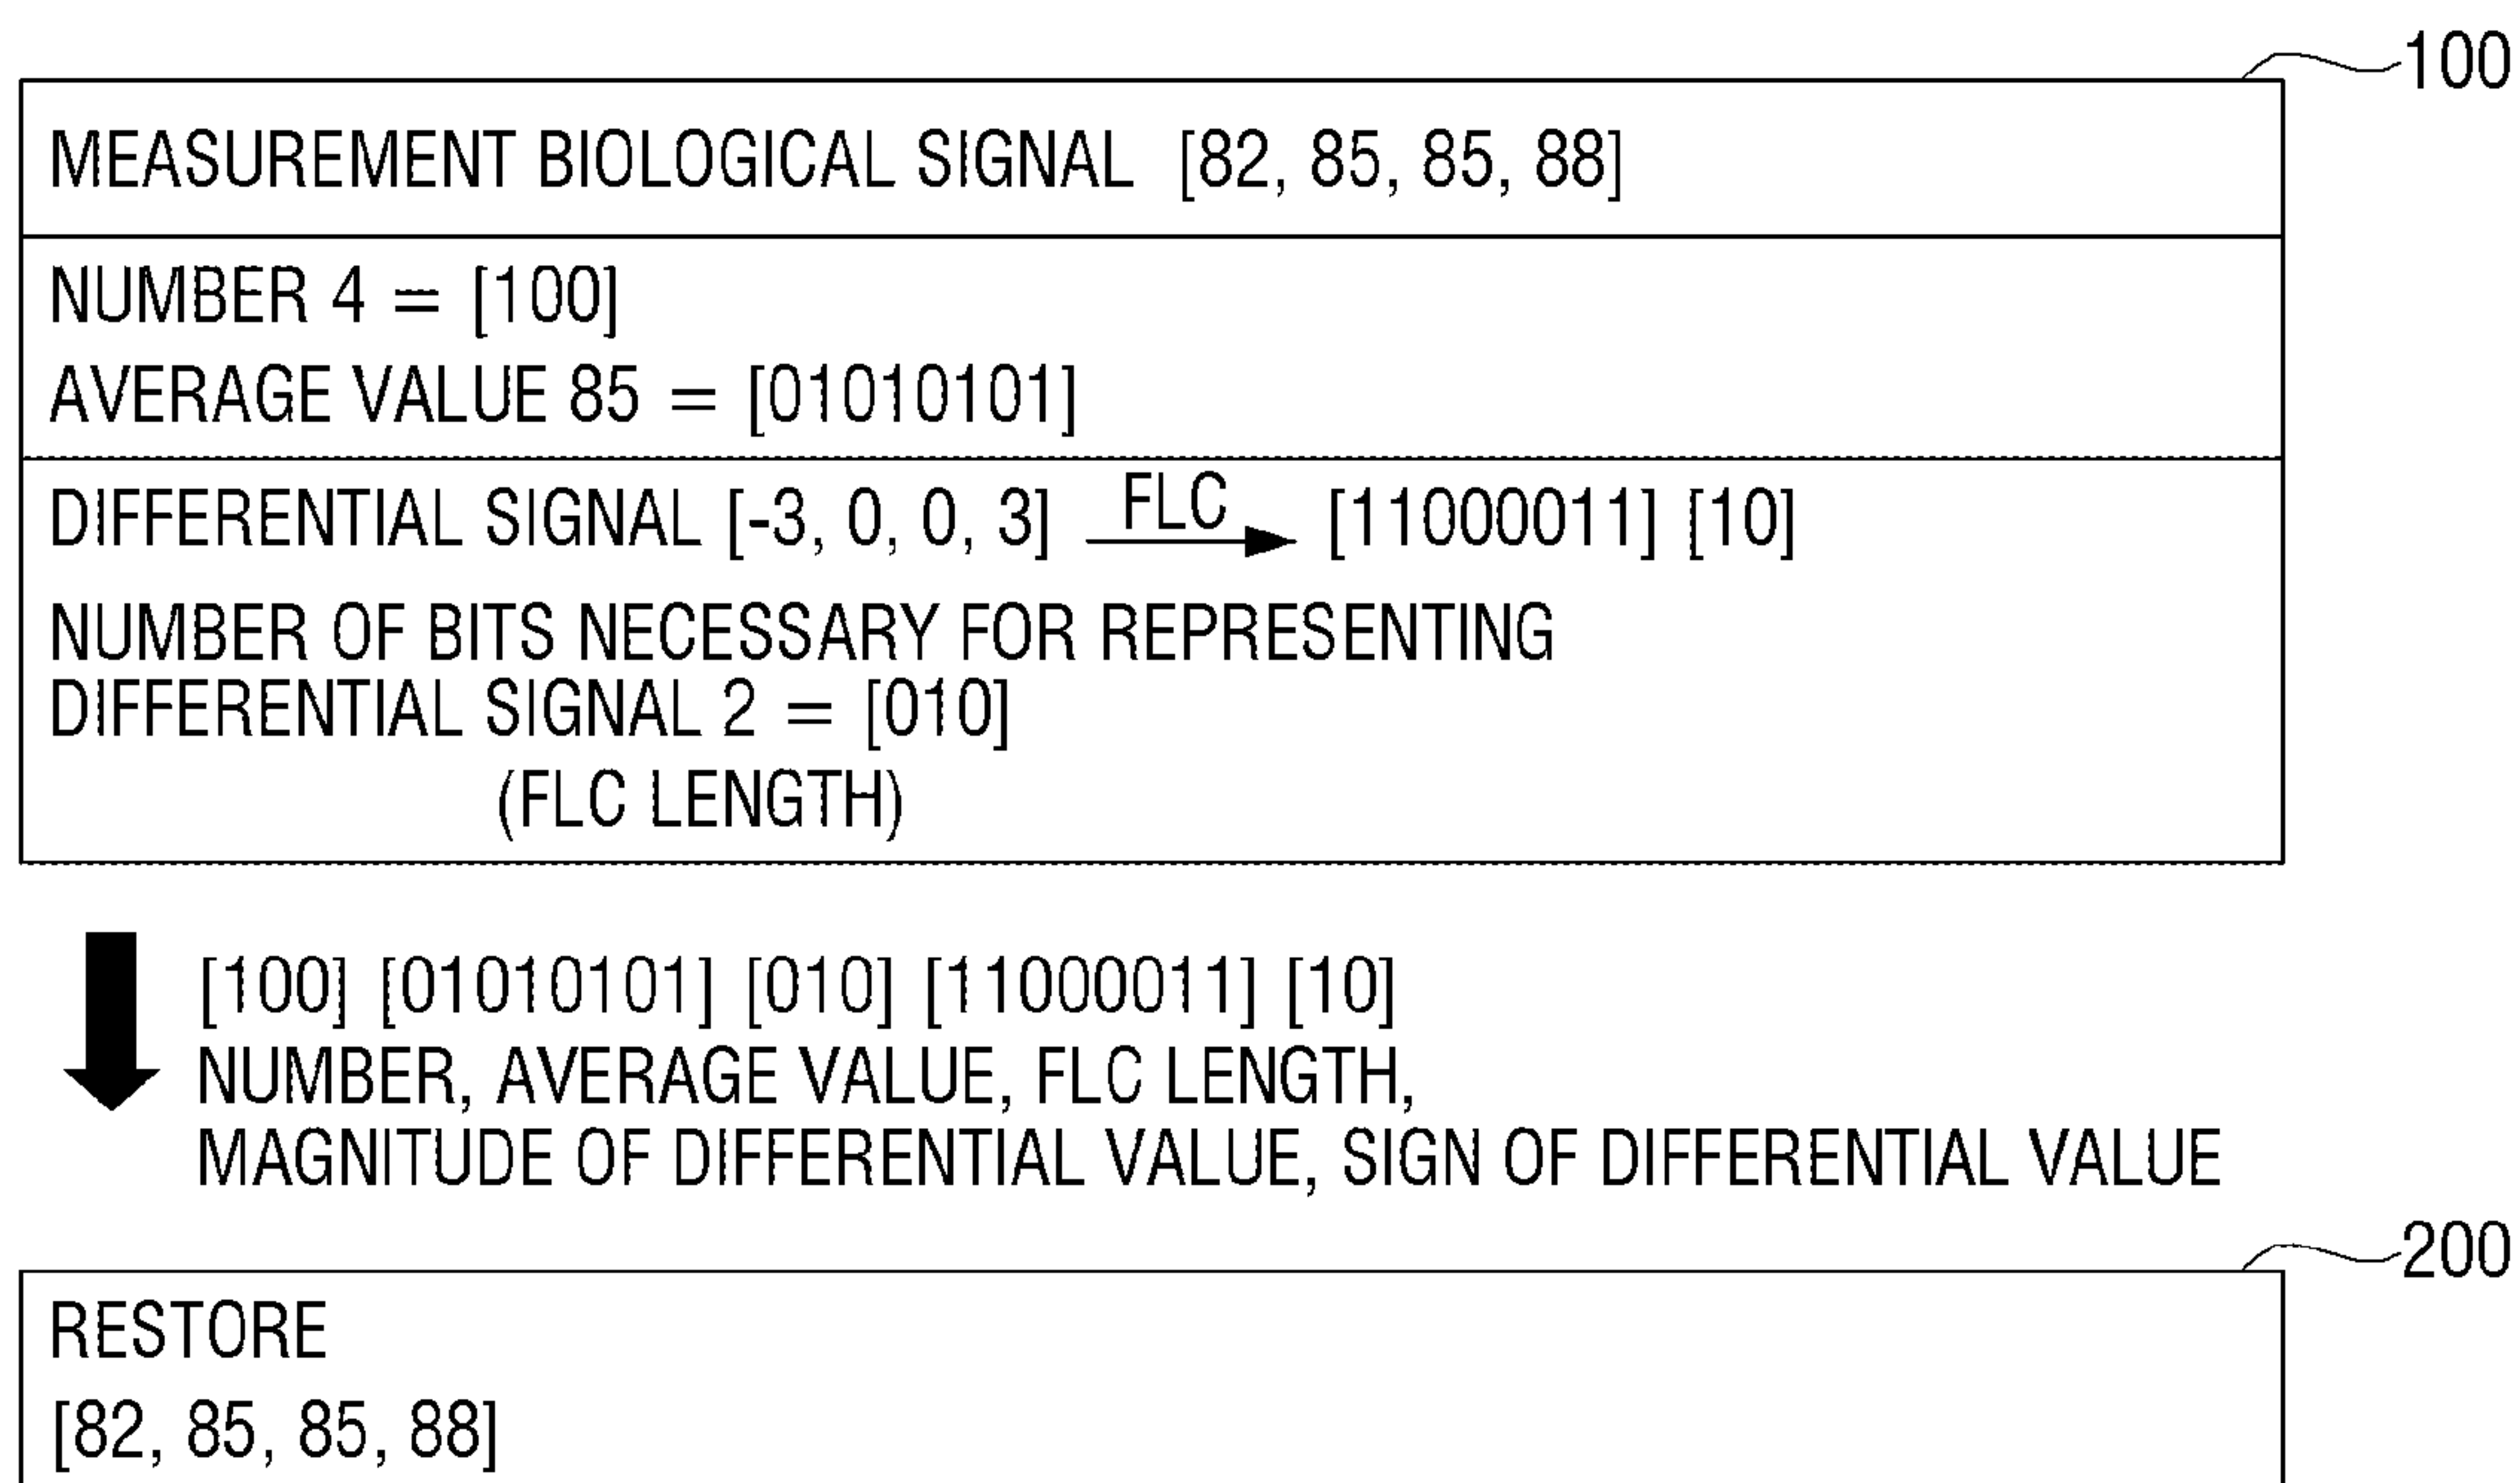 100
MEASUREMENT BIOLOGICAL SIGNAL [82, 85, 85, 88]
NUMBER 4 = [100]
AVERAGE VALUE 85 = [01010101]
DIFFERENTIAL SIGNAL [-3, 0, 0, 3] FLC [11000011] [10]
NUMBER OF BITS NECESSARY FOR REPRESENTING
DIFFERENTIAL SIGNAL 2 = [010]
(FLC LENGTH)
[100] [01010101] [010] [11000011] [10]
NUMBER, AVERAGE VALUE, FLC LENGTH,
MAGNITUDE OF DIFFERENTIAL VALUE, SIGN OF DIFFERENTIAL VALUE
200
RESTORE
[82, 85, 85, 88]